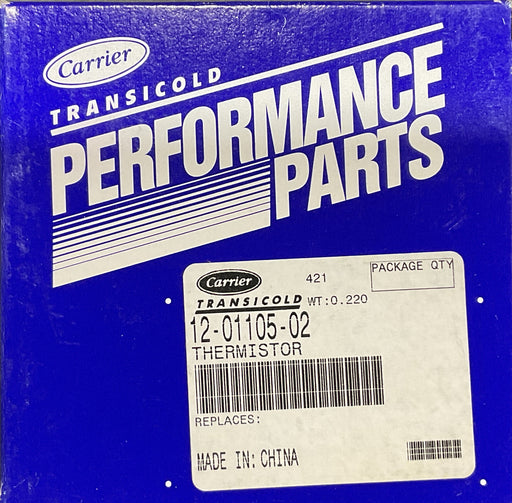 Carrier
TRANSICOLD
PERFORMANCE
PARTS
Carrier 421 PACKAGE QTY
TRANSICOLD WT:0.220
12-01105-02
THERMISTOR
REPLACES:
MADE IN: CHINA